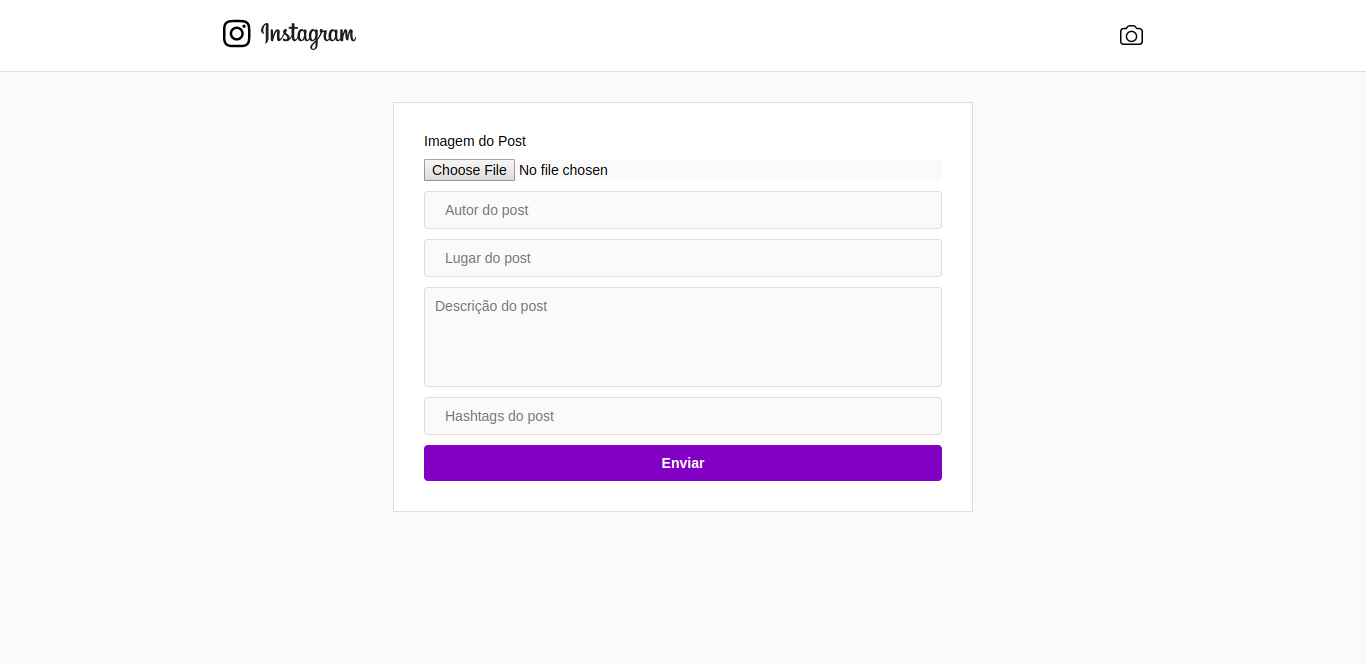 Instagram
Imagem do Post
Choose File No file chosen
Autor do post
Lugar do post
Descrição do post
Hashtags do post
Enviar